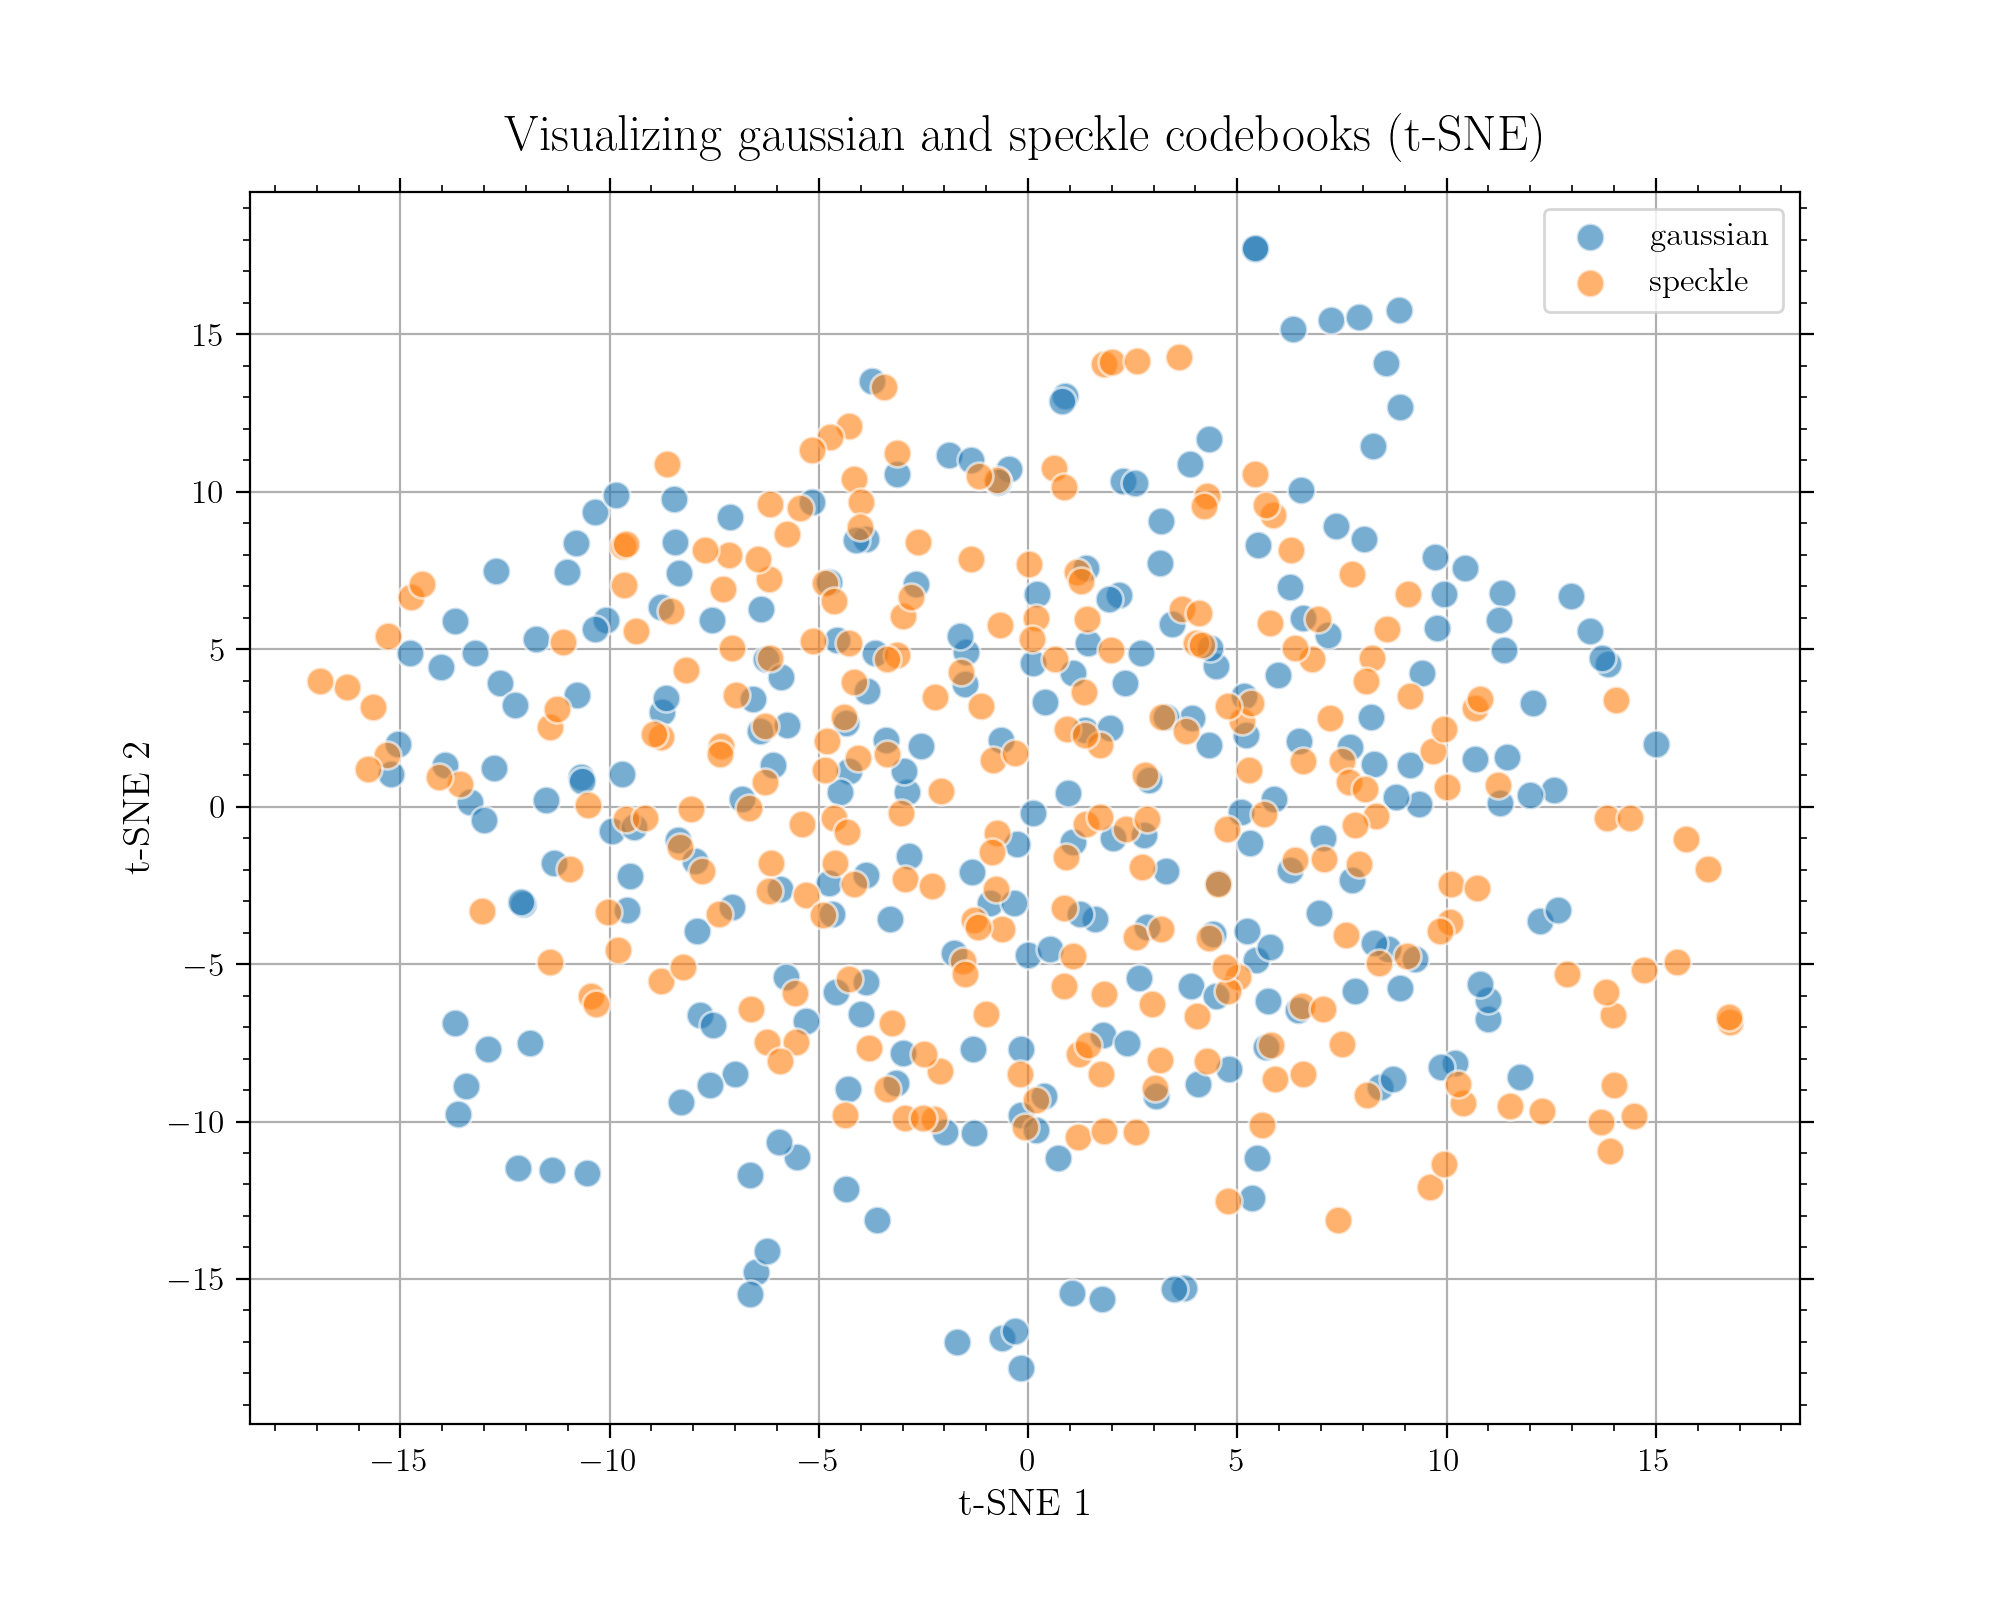 Visualizing gaussian and speckle codebooks (t-SNE)
gaussian
speckle
15
10
5
0
−5
−10
−15
t-SNE 2
−15
−10
−5
0
5
10
15
t-SNE 1